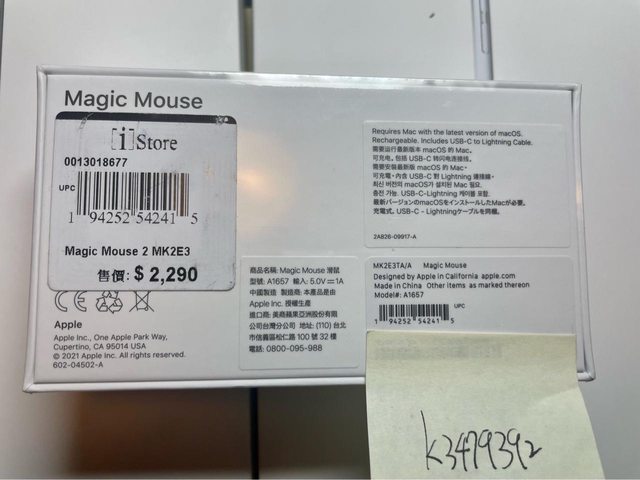 Magic Mouse
[i] Store
0013018677
UPC
1 94252 54241 5
Magic Mouse 2 MK2E3
售價: $ 2,290
Apple
Apple Inc., One Apple Park Way,
Cupertino, CA 95014 USA
© 2021 Apple Inc. All rights reserved.
602-04502-A
商品名稱: Magic Mouse 滑鼠
型號: A1657 輸入: 5.0V⎓1A
中國製造 製造商: 本產品是由
Apple Inc. 授權生產
進口商: 美商蘋果亞洲股份有限
公司台灣分公司 地址: (110) 台北
市信義區松仁路 100 號 32 樓
電話: 0800-095-988
Requires Mac with the latest version of macOS.
Rechargeable. Includes USB-C to Lightning Cable.
需要运行最新版本 macOS 的 Mac。
可充电。包括 USB-C 转闪电连接线。
需要安裝最新版 macOS 的 Mac。
可充電。內含 USB-C 對 Lightning 連接線。
최신 버전의 macOS가 설치된 Mac 필요.
충전 가능. USB-C-Lightning 케이블 포함.
最新バージョンのmacOSをインストールしたMacが必要。
充電式。USB-C - Lightningケーブルを同梱。
2A826-09917-A
MK2E3TA/A Magic Mouse
Designed by Apple in California apple.com
Made in China Other items as marked thereon
Model#: A1657
UPC
1 94252 54241 5
k3479392